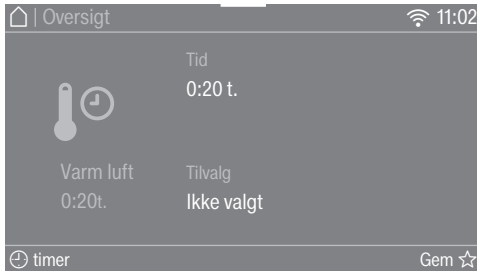 | Oversigt 11:02
Tid
0:20 t.
Varm luft
0:20t.
Tilvalg
Ikke valgt
timer Gem